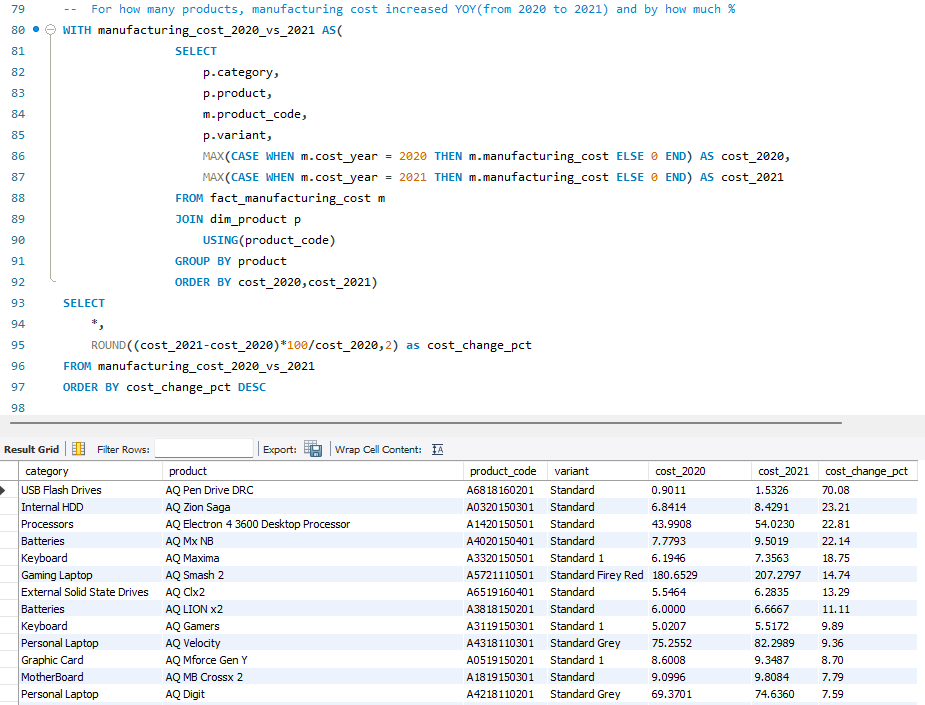 79 -- For how many products, manufacturing cost increased YOY(from 2020 to 2021) and by how much %
80 WITH manufacturing_cost_2020_vs_2021 AS(
81 SELECT
82 p.category,
83 p.product,
84 m.product_code,
85 p.variant,
86 MAX(CASE WHEN m.cost_year = 2020 THEN m.manufacturing_cost ELSE 0 END) AS cost_2020,
87 MAX(CASE WHEN m.cost_year = 2021 THEN m.manufacturing_cost ELSE 0 END) AS cost_2021
88 FROM fact_manufacturing_cost m
89 JOIN dim_product p
90 USING(product_code)
91 GROUP BY product
92 ORDER BY cost_2020,cost_2021)
93 SELECT
94 *,
95 ROUND((cost_2021-cost_2020)*100/cost_2020,2) as cost_change_pct
96 FROM manufacturing_cost_2020_vs_2021
97 ORDER BY cost_change_pct DESC
98
Result Grid Filter Rows: Export: Wrap Cell Content:
category product product_code variant cost_2020 cost_2021 cost_change_pct
USB Flash Drives AQ Pen Drive DRC A6818160201 Standard 0.9011 1.5326 70.08
Internal HDD AQ Zion Saga A0320150301 Standard 6.8414 8.4291 23.21
Processors AQ Electron 4 3600 Desktop Processor A1420150501 Standard 43.9908 54.0230 22.81
Batteries AQ Mx NB A4020150401 Standard 7.7793 9.5019 22.14
Keyboard AQ Maxima A3320150501 Standard 1 6.1946 7.3563 18.75
Gaming Laptop AQ Smash 2 A5721110501 Standard Firey Red 180.6529 207.2797 14.74
External Solid State Drives AQ Clx2 A6519160401 Standard 5.5464 6.2835 13.29
Batteries AQ LION x2 A3818150201 Standard 6.0000 6.6667 11.11
Keyboard AQ Gamers A3119150301 Standard 1 5.0207 5.5172 9.89
Personal Laptop AQ Velocity A4318110301 Standard Grey 75.2552 82.2989 9.36
Graphic Card AQ Mforce Gen Y A0519150201 Standard 1 8.6008 9.3487 8.70
MotherBoard AQ MB Crossx 2 A1819150301 Standard 9.0996 9.8084 7.79
Personal Laptop AQ Digit A4218110201 Standard Grey 69.3701 74.6360 7.59